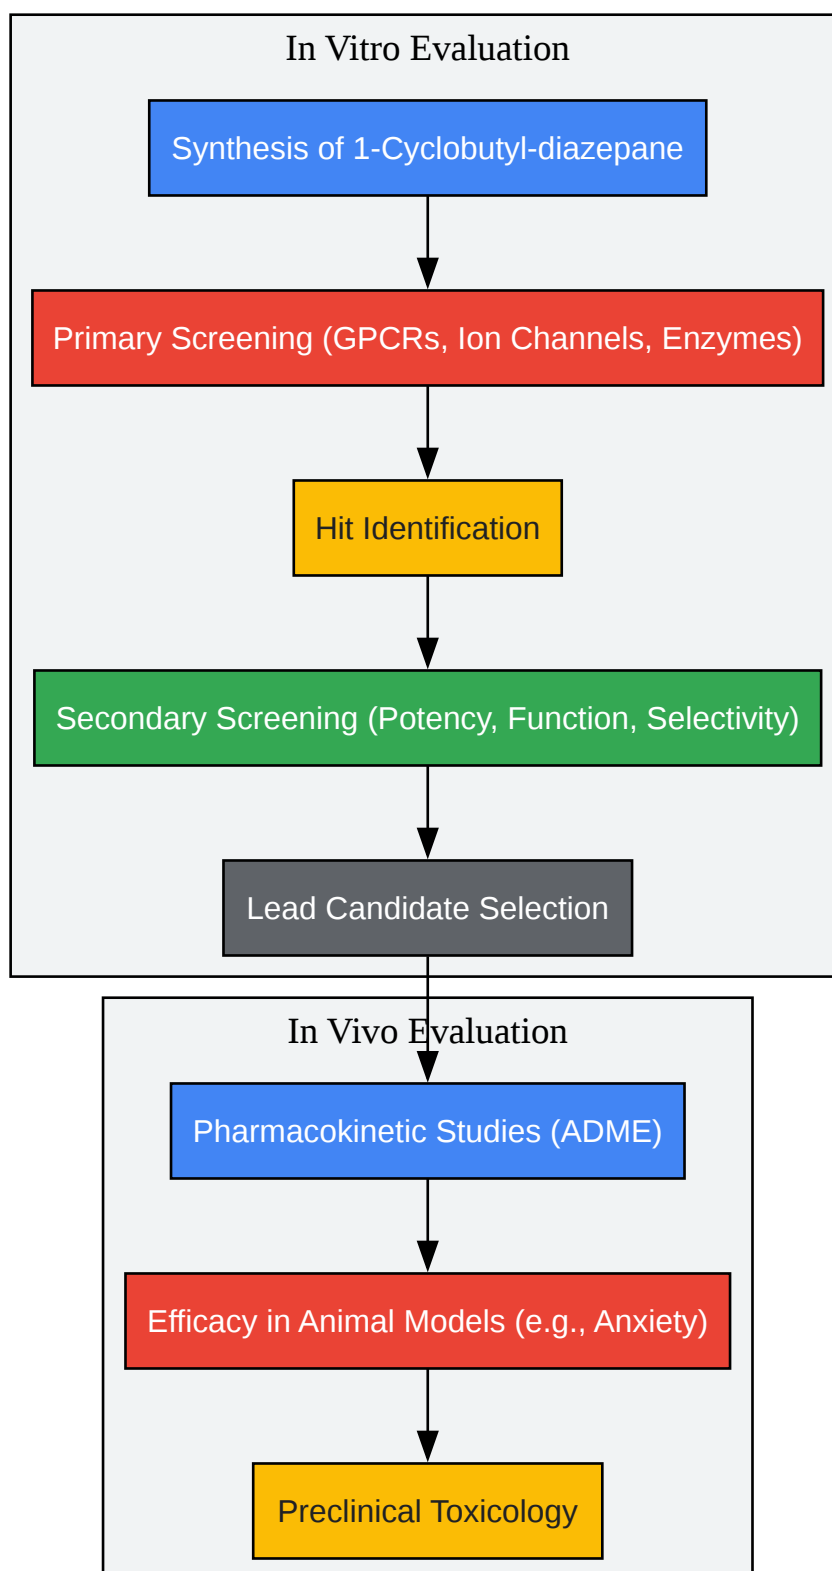 In Vitro Evaluation
Synthesis of 1-Cyclobutyl-diazepane
Primary Screening (GPCRs, Ion Channels, Enzymes)
Hit Identification
Secondary Screening (Potency, Function, Selectivity)
Lead Candidate Selection
In Vivo Evaluation
Pharmacokinetic Studies (ADME)
Efficacy in Animal Models (e.g., Anxiety)
Preclinical Toxicology